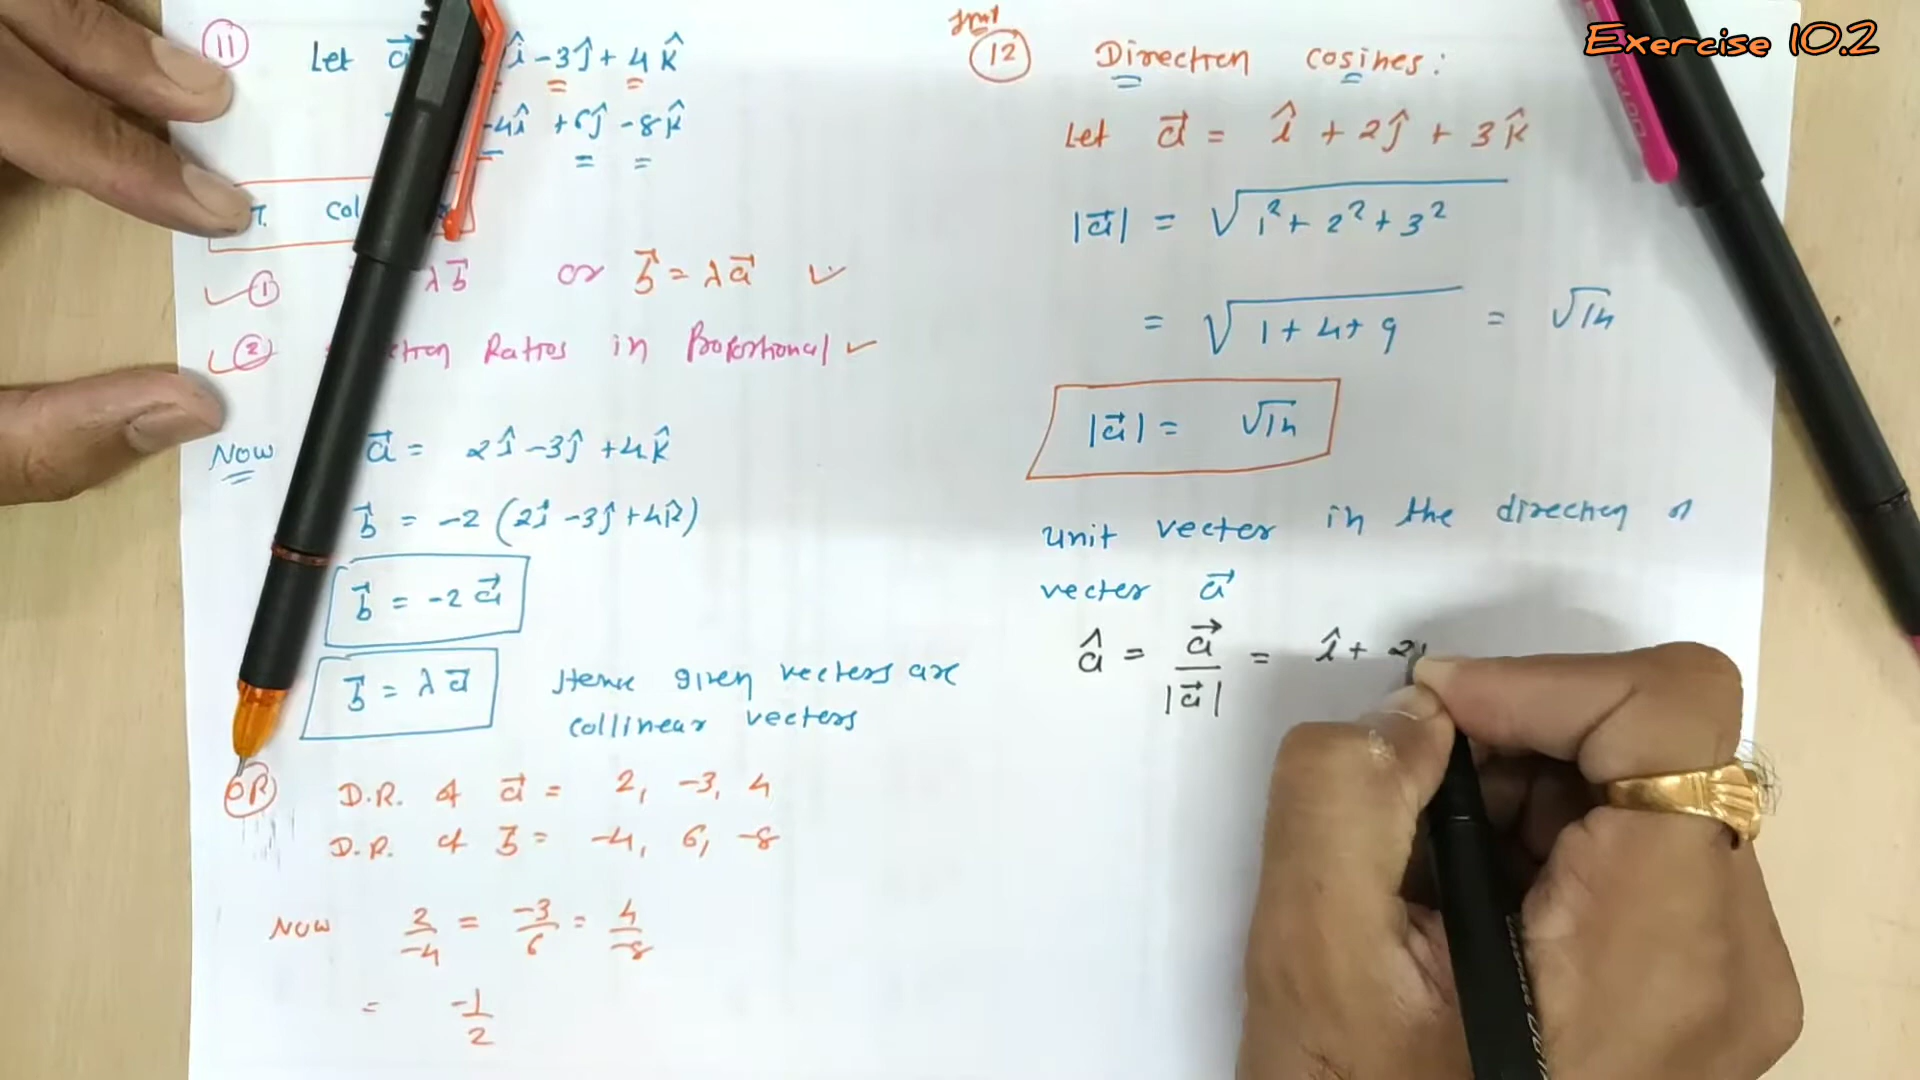 Exercise 10.2
11
Let a⃗ î - 3ĵ + 4k̂
-4î + 6ĵ - 8k̂
T. Col
① λb⃗ or b⃗ = λa⃗ ✓
② ction Ratios in Proportional ✓
Now a⃗ = 2î - 3ĵ + 4k̂
b⃗ = -2 (2î - 3ĵ + 4k̂)
b⃗ = -2 a⃗
b⃗ = λ a⃗
Hence given vectors are
collinear vectors
OR D.R. of a⃗ = 2, -3, 4
D.R. of b⃗ = -4, 6, -8
Now 2/-4 = -3/6 = 4/-8
= -1/2
12 Direction cosines:
Let a⃗ = î + 2ĵ + 3k̂
|a⃗| = √(1² + 2² + 3²)
= √(1 + 4 + 9) = √14
|a⃗| = √14
Unit vector in the direction of
vector a⃗
â = a⃗/|a⃗| = î + 2